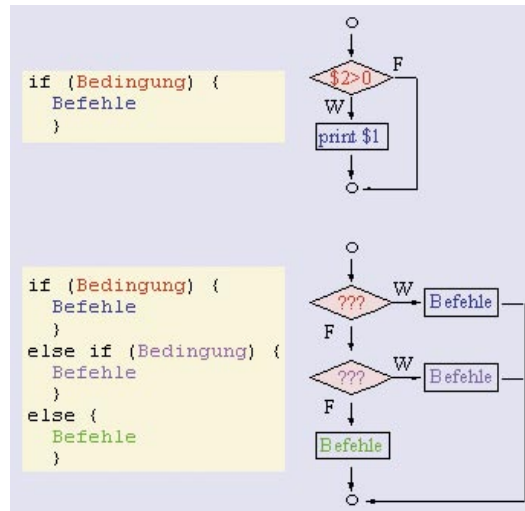 if (Bedingung) {
Befehle
}
$2>0
F
W
print $1
if (Bedingung) {
Befehle
}
else if (Bedingung) {
Befehle
}
else {
Befehle
}
???
W
Befehle
F
???
W
Befehle
F
Befehle